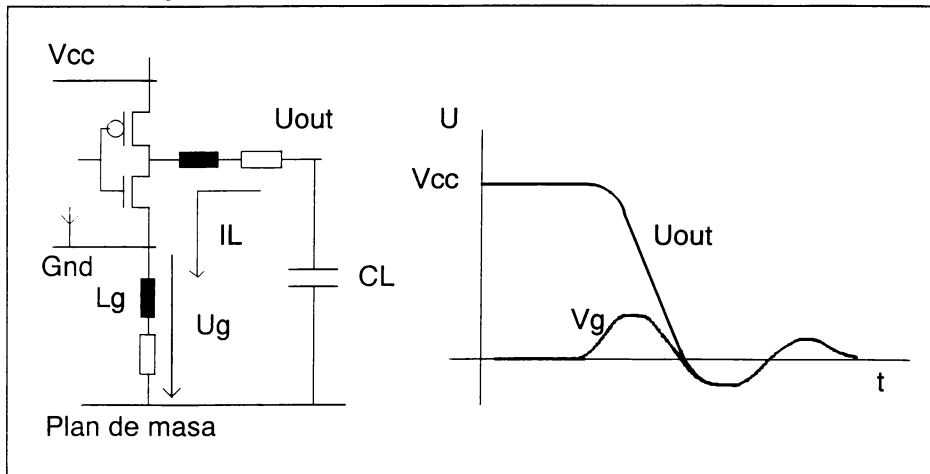 Vcc
Uout
IL
Gnd
CL
Lg
Ug
Plan de masa
U
Vcc
Uout
Vg
t